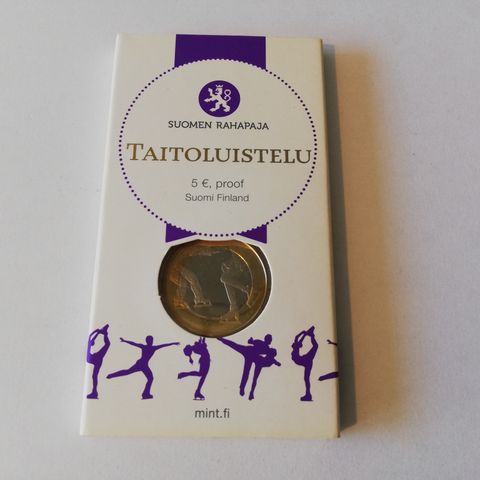 SUOMEN RAHAPAJA
TAITOLUISTELU
5 €, proof
Suomi Finland
mint.fi